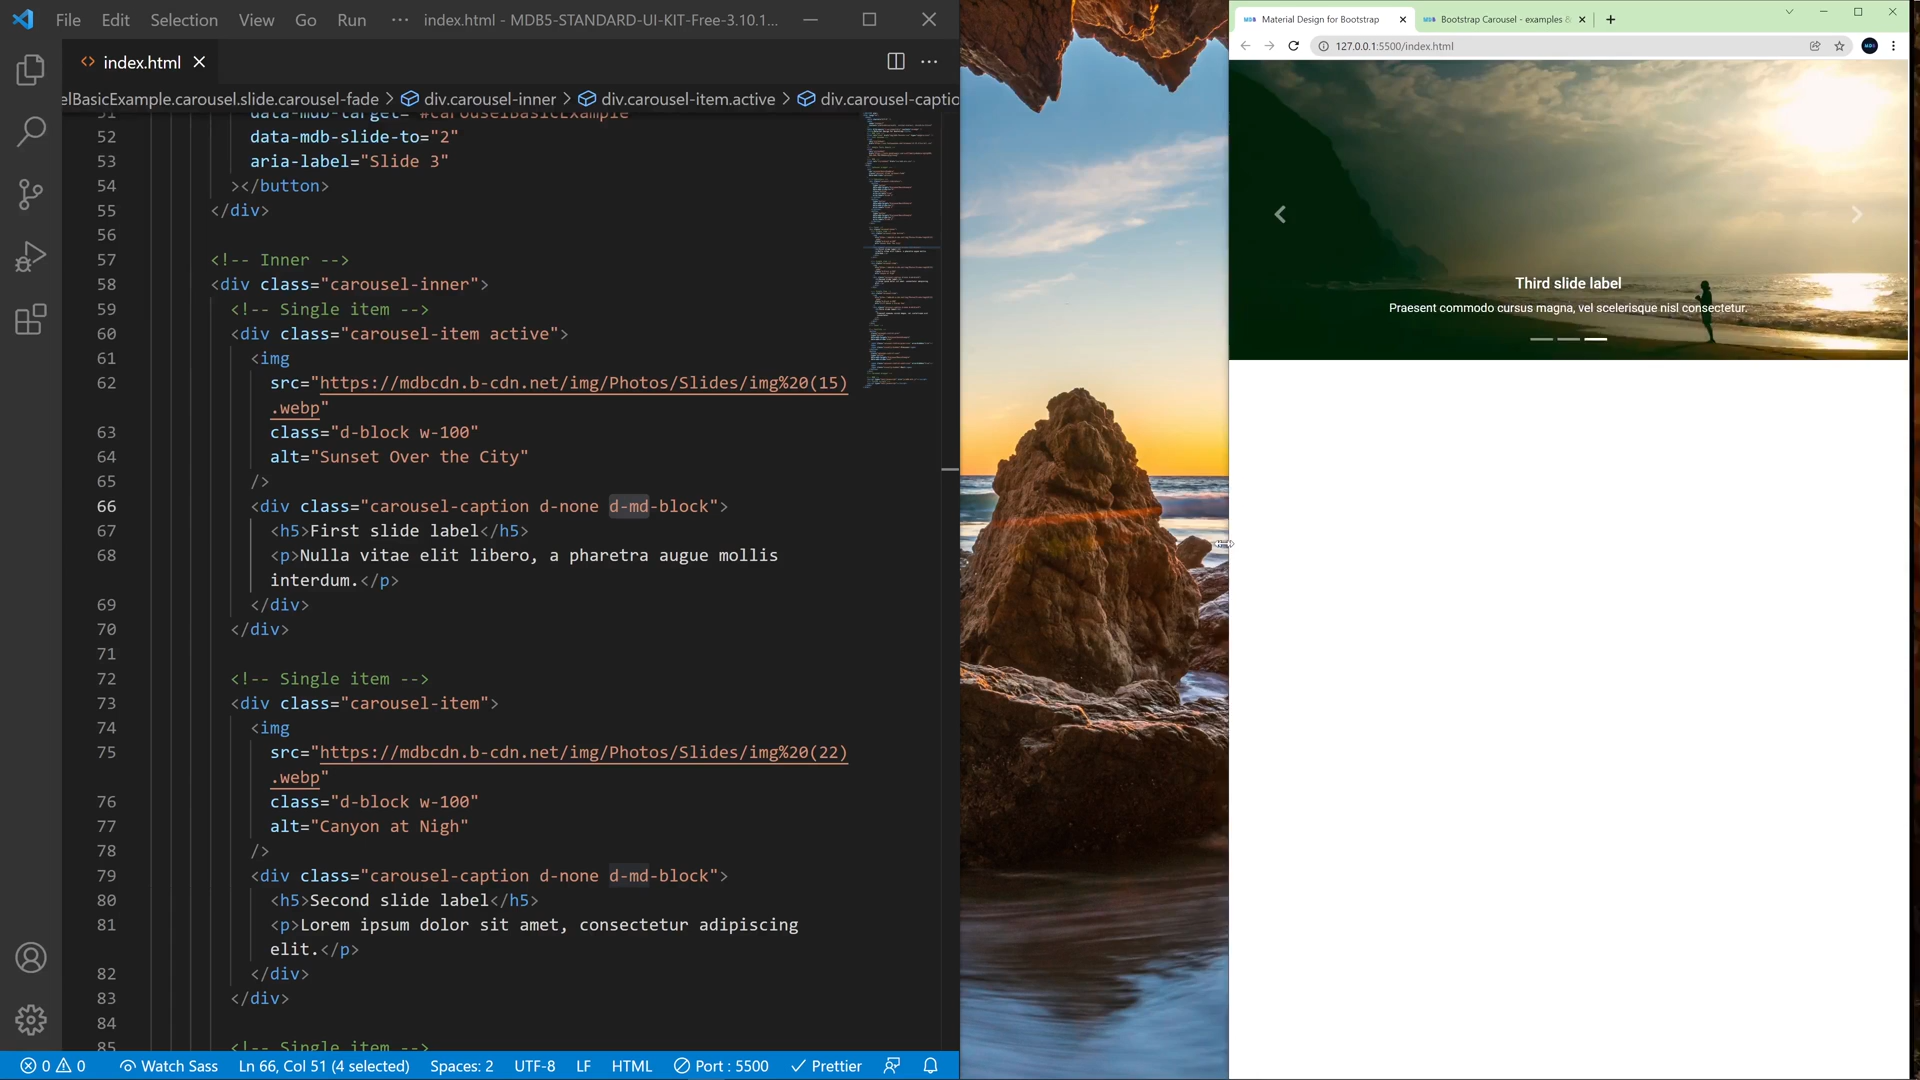 File Edit Selection View Go Run ··· index.html - MDB5-STANDARD-UI-KIT-Free-3.10.1...
index.html
elBasicExample.carousel.slide.carousel-fade > div.carousel-inner > div.carousel-item.active > div.carousel-captio
51 data-mdb-target="#carouselBasicExample"
52 data-mdb-slide-to="2"
53 aria-label="Slide 3"
54 ></button>
55 </div>
56
57 <!-- Inner -->
58 <div class="carousel-inner">
59 <!-- Single item -->
60 <div class="carousel-item active">
61 <img
62 src="https://mdbcdn.b-cdn.net/img/Photos/Slides/img%20(15)
.webp"
63 class="d-block w-100"
64 alt="Sunset Over the City"
65 />
66 <div class="carousel-caption d-none d-md-block">
67 <h5>First slide label</h5>
68 <p>Nulla vitae elit libero, a pharetra augue mollis
interdum.</p>
69 </div>
70 </div>
71
72 <!-- Single item -->
73 <div class="carousel-item">
74 <img
75 src="https://mdbcdn.b-cdn.net/img/Photos/Slides/img%20(22)
.webp"
76 class="d-block w-100"
77 alt="Canyon at Nigh"
78 />
79 <div class="carousel-caption d-none d-md-block">
80 <h5>Second slide label</h5>
81 <p>Lorem ipsum dolor sit amet, consectetur adipiscing
elit.</p>
82 </div>
83 </div>
84
85 <!-- Single item -->
0 0 Watch Sass Ln 66, Col 51 (4 selected) Spaces: 2 UTF-8 LF HTML Port : 5500 Prettier
Material Design for Bootstrap
Bootstrap Carousel - examples &
127.0.0.1:5500/index.html
Third slide label
Praesent commodo cursus magna, vel scelerisque nisl consectetur.